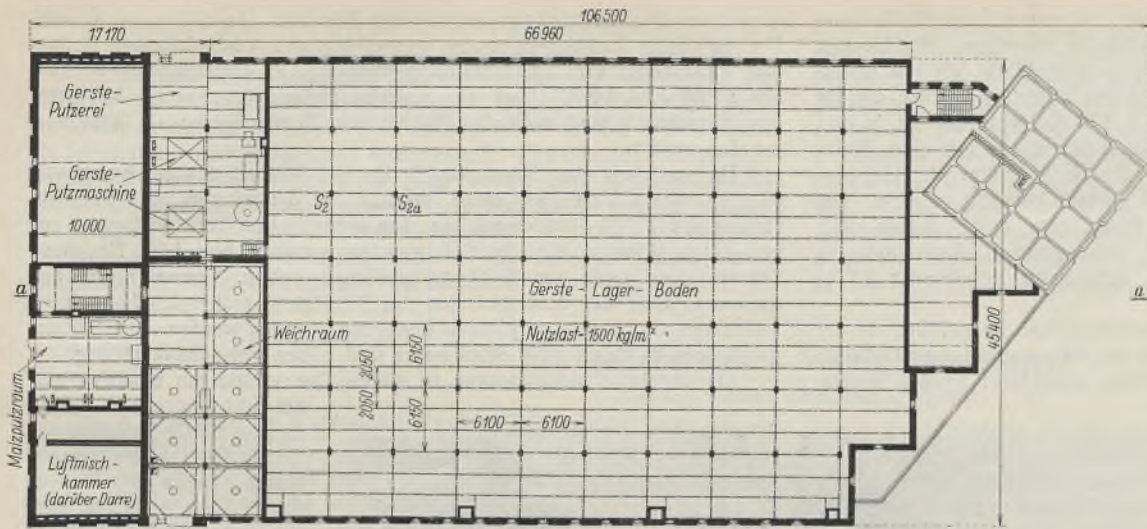 106500
17170
66960
Gerste-
Putzerei
Gerste-
Putzmaschine
10000
S2
S2a
a
a
Gerste-Lager-Boden
Weichraum
Nutzlast-1500 kg/m²
45400
2050
2050
6150
6150
6100
6100
Malzputzraum
Luftmisch-
kammer
(darüber Darre)